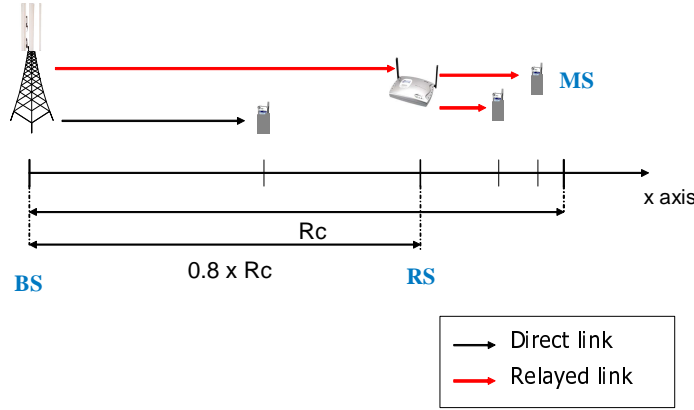 MS
x axis
Rc
0.8 x Rc
BS
RS
Direct link
Relayed link